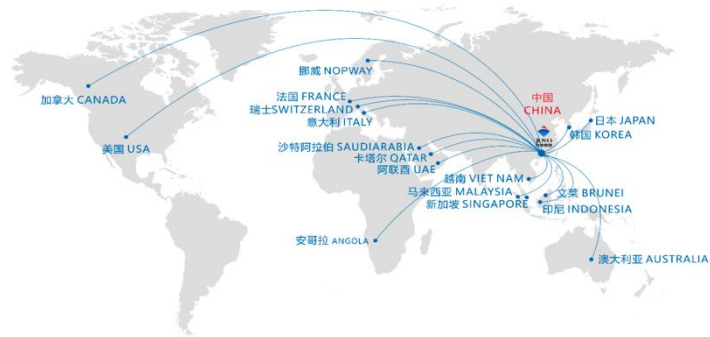 挪威 NOPWAY
加拿大 CANADA
法国 FRANCE
瑞士SWITZERLAND
意大利 ITALY
中国
CHINA
日本 JAPAN
韩国 KOREA
美国 USA
沙特阿拉伯 SAUDIARABIA
卡塔尔 QATAR
阿联酋 UAE
越南 VIET NAM
马来西亚 MALAYSIA
文莱 BRUNEI
新加坡 SINGAPORE
印尼 INDONESIA
安哥拉 ANGOLA
澳大利亚 AUSTRALIA